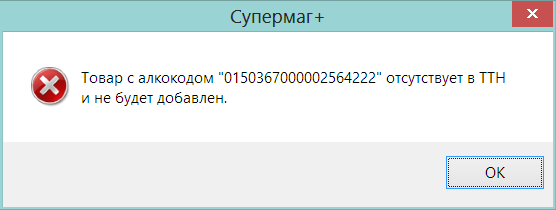 Супермаг+
Товар с алкокодом "0150367000002564222" отсутствует в ТТН
и не будет добавлен.
OK